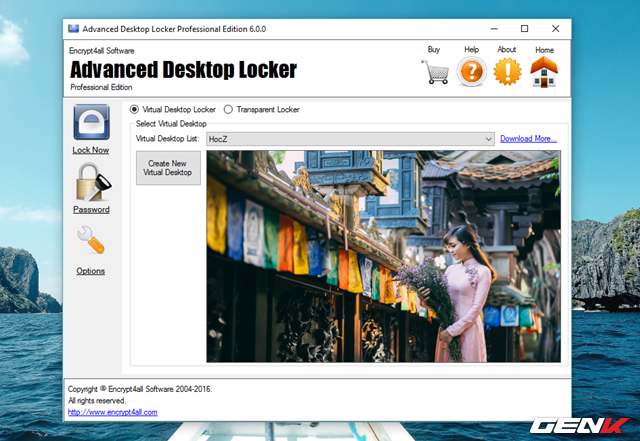 Advanced Desktop Locker Professional Edition 6.0.0
Encrypt4all Software
Advanced Desktop Locker
Professional Edition
Buy
Help
About
Home
Virtual Desktop Locker
Transparent Locker
Select Virtual Desktop
Virtual Desktop List:
HocZ
Download More...
Create New
Virtual Desktop
Lock Now
Password
Options
Copyright ® Encrypt4all Software 2004-2016.
All rights reserved.
http://www.encrypt4all.com
GENK